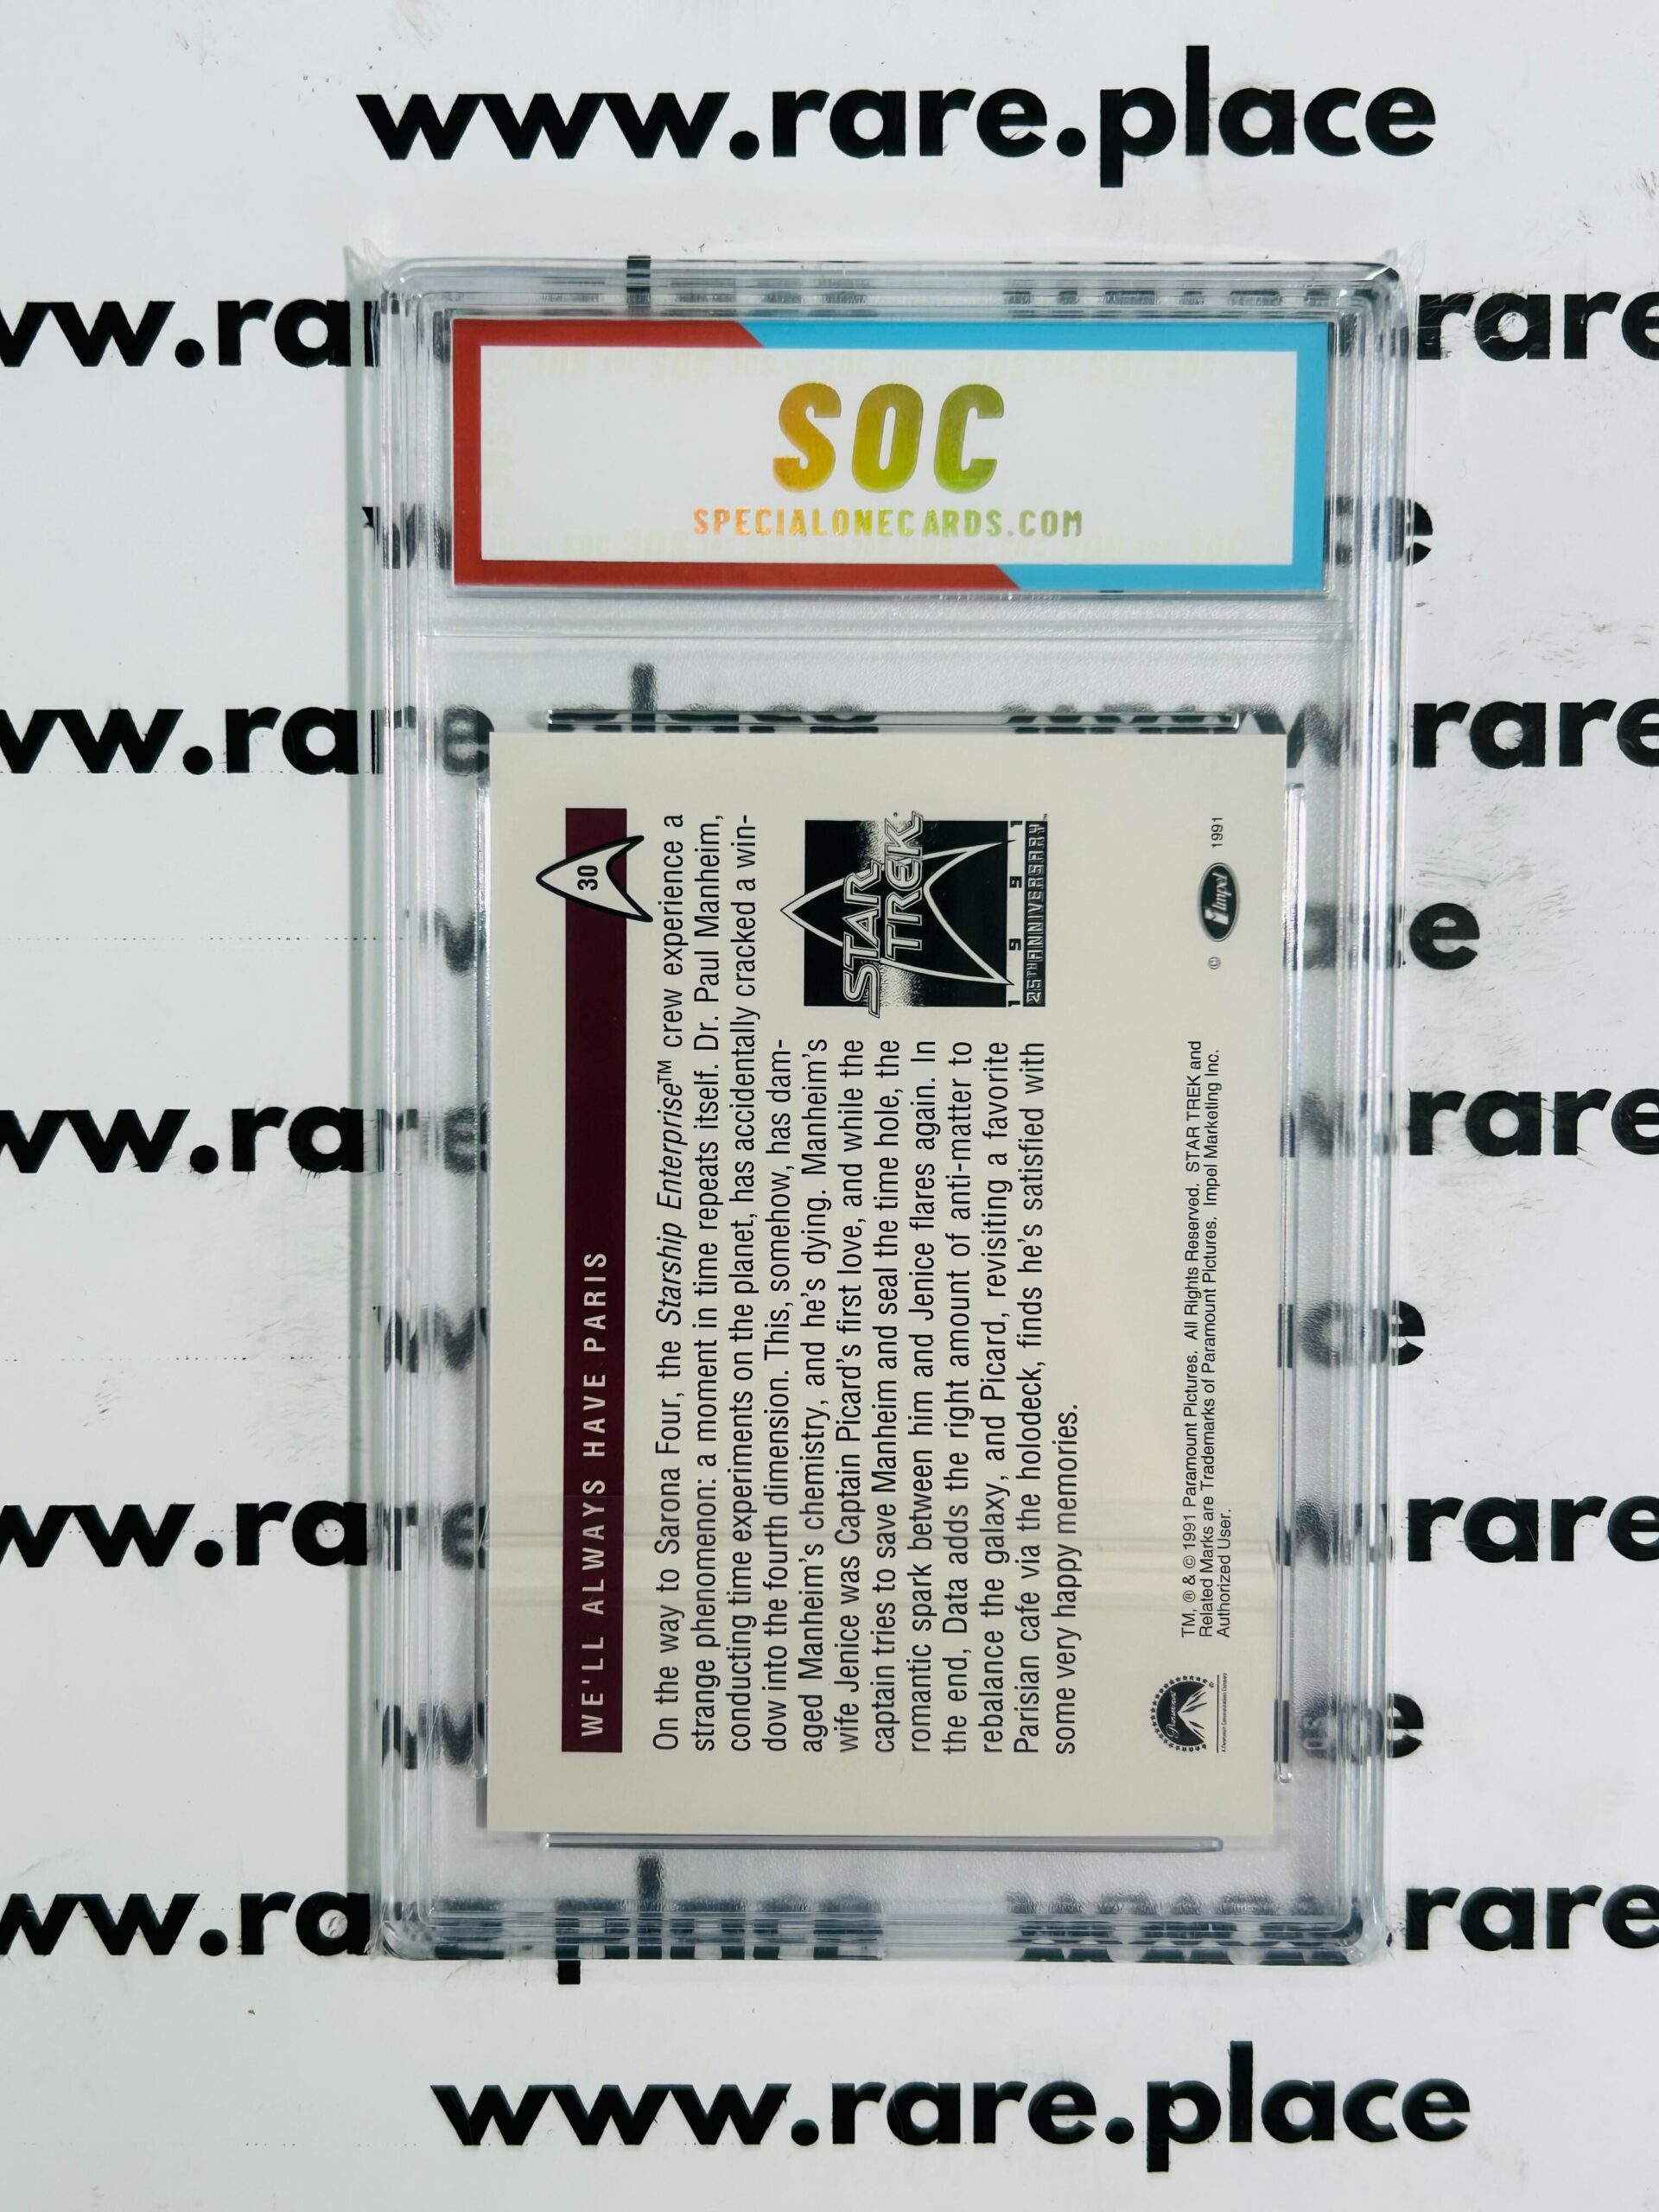 www.rare.place
SOC
SPECIALONECARDS.COM
WE'LL ALWAYS HAVE PARIS
30
On the way to Sarona Four, the Starship Enterprise™ crew experience a
strange phenomenon: a moment in time repeats itself. Dr. Paul Manheim,
conducting time experiments on the planet, has accidentally cracked a win-
dow into the fourth dimension. This, somehow, has dam-
aged Manheim's chemistry, and he's dying. Manheim's
wife Jenice was Captain Picard's first love, and while the
captain tries to save Manheim and seal the time hole, the
romantic spark between him and Jenice flares again. In
the end, Data adds the right amount of anti-matter to
rebalance the galaxy, and Picard, revisiting a favorite
Parisian cafe via the holodeck, finds he's satisfied with
some very happy memories.
STAR
TREK
1 9 9 1
25TH ANNIVERSARY™
Paramount
TM, ® & © 1991 Paramount Pictures. All Rights Reserved. STAR TREK and
Related Marks are Trademarks of Paramount Pictures. Impel Marketing Inc.
Authorized User.
© Impel 1991
www.rare.place